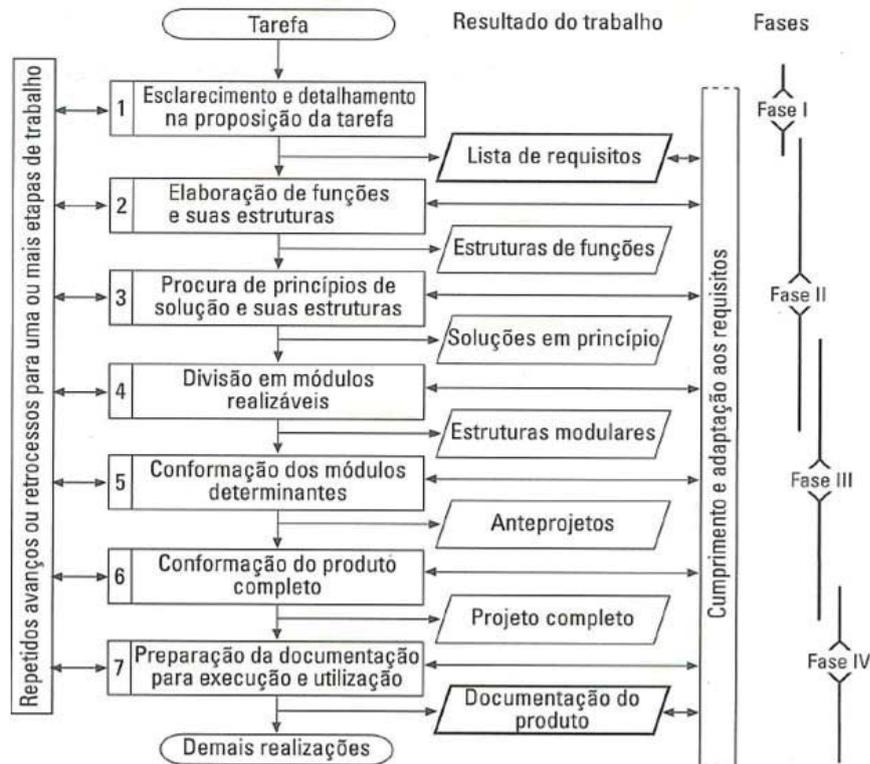 Tarefa
Resultado do trabalho
Fases
Repetidos avanços ou retrocessos para uma ou mais etapas de trabalho
1
Esclarecimento e detalhamento
na proposição da tarefa
Fase I
Lista de requisitos
2
Elaboração de funções
e suas estruturas
Estruturas de funções
3
Procura de princípios de
solução e suas estruturas
Fase II
Soluções em princípio
4
Divisão em módulos
realizáveis
Estruturas modulares
5
Conformação dos módulos
determinantes
Fase III
Anteprojetos
6
Conformação do produto
completo
Projeto completo
7
Preparação da documentação
para execução e utilização
Fase IV
Documentação do
produto
Demais realizações
Cumprimento e adaptação aos requisitos